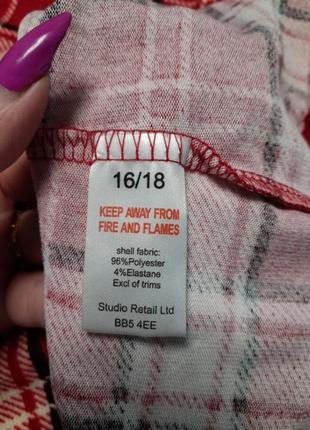 16/18
KEEP AWAY FROM
FIRE AND FLAMES
shell fabric:
96%Polyester
4%Elastane
Excl of trims
Studio Retail Ltd
BB5 4EE